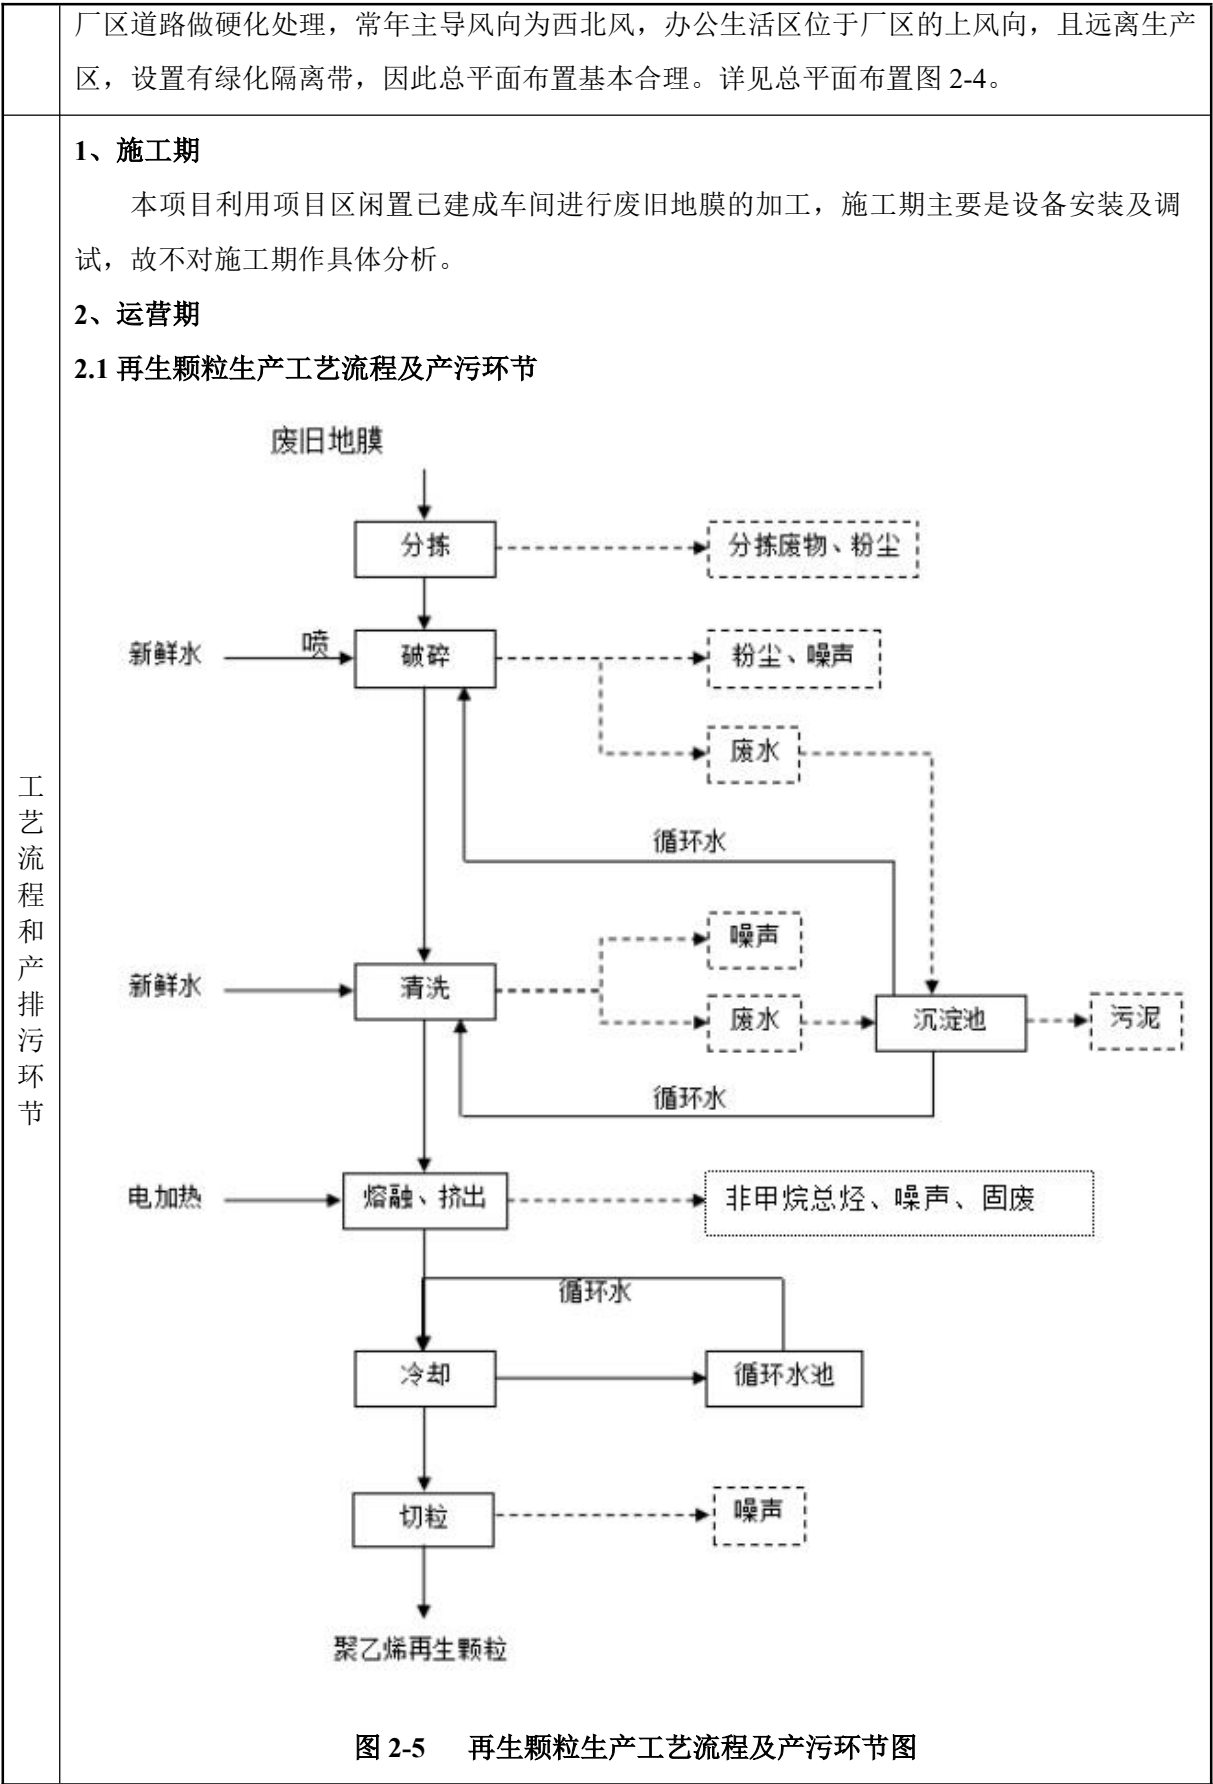 厂区道路做硬化处理，常年主导风向为西北风，办公生活区位于厂区的上风向，且远离生产
区，设置有绿化隔离带，因此总平面布置基本合理。详见总平面布置图 2-4。
工艺流程和产排污环节
1、施工期
本项目利用项目区闲置已建成车间进行废旧地膜的加工，施工期主要是设备安装及调
试，故不对施工期作具体分析。
2、运营期
2.1 再生颗粒生产工艺流程及产污环节
废旧地膜
分拣
分拣废物、粉尘
新鲜水
喷
破碎
粉尘、噪声
废水
循环水
噪声
新鲜水
清洗
废水
沉淀池
污泥
循环水
电加热
熔融、挤出
非甲烷总烃、噪声、固废
循环水
冷却
循环水池
切粒
噪声
聚乙烯再生颗粒
图 2-5 再生颗粒生产工艺流程及产污环节图